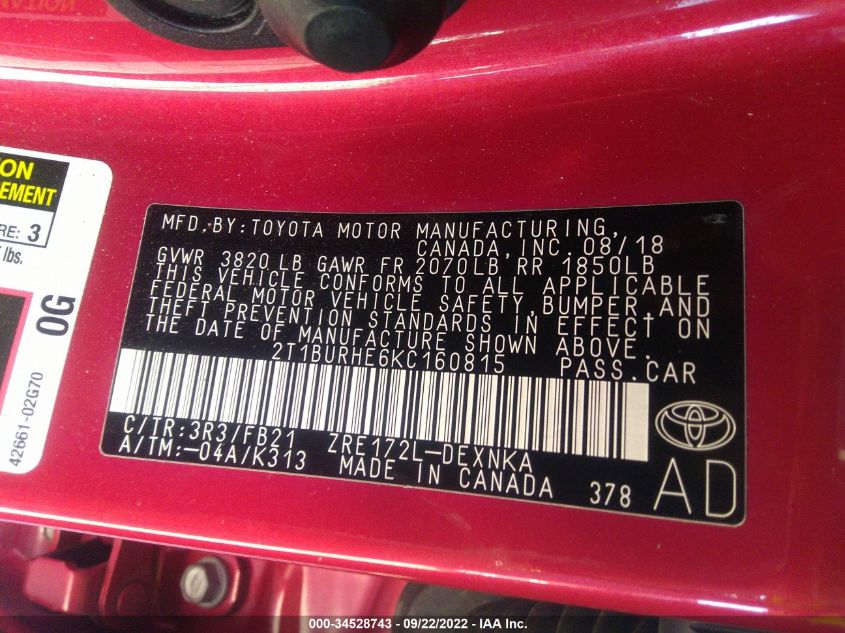 MFD.BY:TOYOTA MOTOR MANUFACTURING,
CANADA,INC.08/18
GVWR 3820LB GAWR FR 2070LB RR 1850LB
THIS VEHICLE CONFORMS TO ALL APPLICABLE
FEDERAL MOTOR VEHICLE SAFETY,BUMPER,AND
THEFT PREVENTION STANDARDS IN EFFECT ON
THE DATE OF MANUFACTURE SHOWN ABOVE.
2T1BURHE6KC160815 PASS.CAR
C/TR:3R3/FB21 ZRE172L-DEXNKA
A/TM:-04A/K313 MADE IN CANADA 378
AD
EMENT
RE: 3
lbs.
0G
42661-02G70
000-34528743 / 09/22/2022 - IAA Inc.